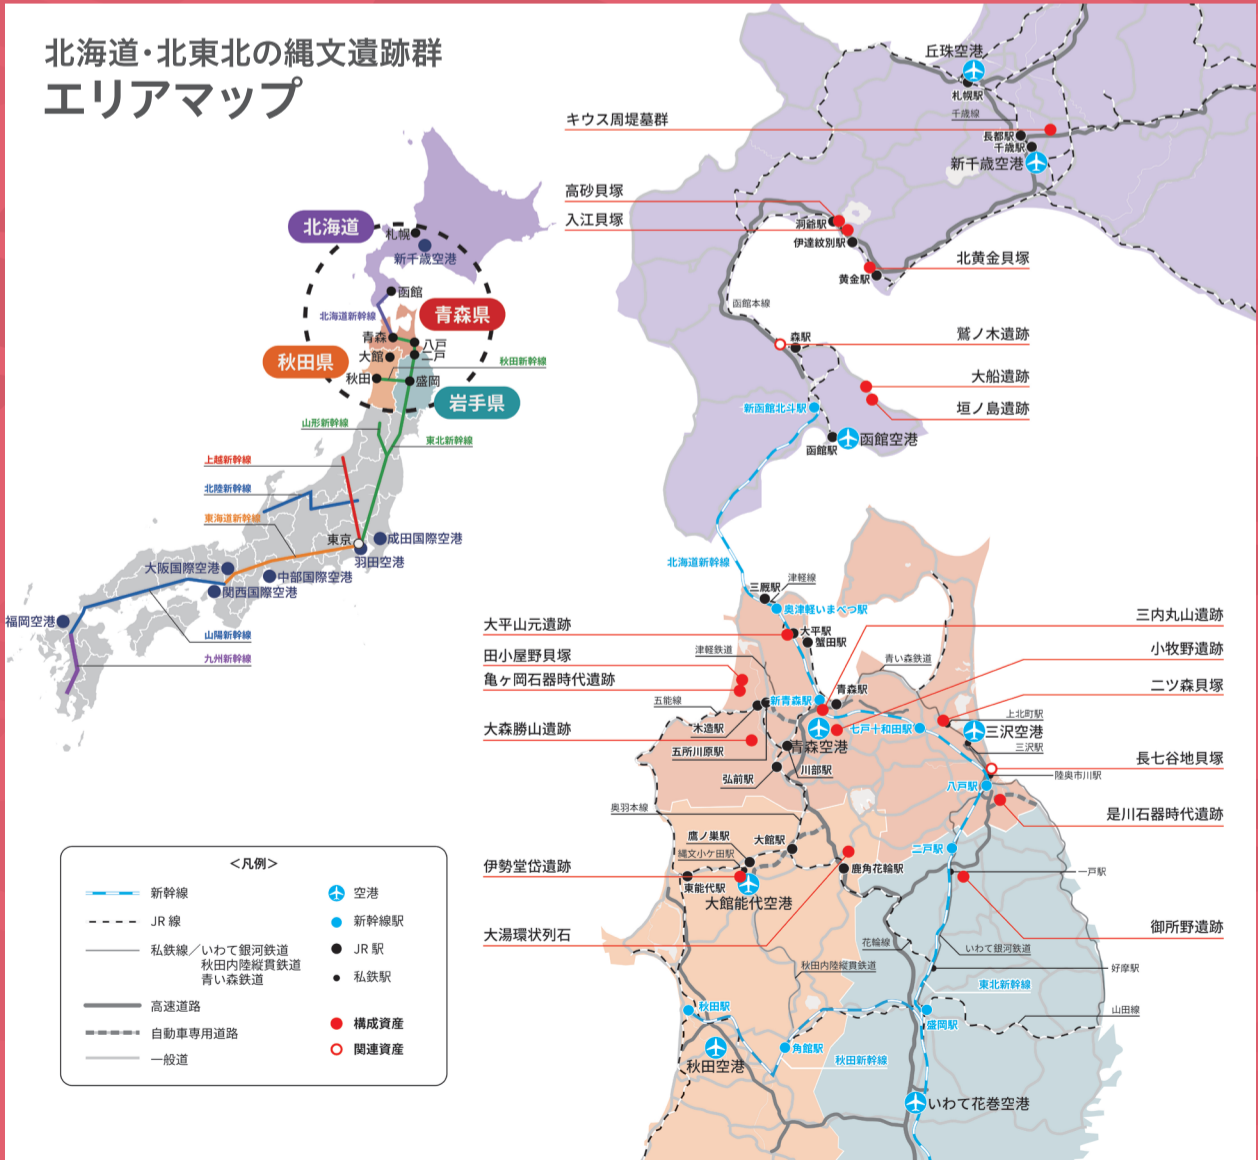 北海道・北東北の縄文遺跡群
エリアマップ
北海道
札幌
新千歳空港
函館
北海道新幹線
青森県
青森
八戸
大館
二戸
秋田県
秋田新幹線
秋田
盛岡
岩手県
山形新幹線
東北新幹線
上越新幹線
北陸新幹線
東海道新幹線
東京
成田国際空港
羽田空港
大阪国際空港
中部国際空港
関西国際空港
福岡空港
山陽新幹線
九州新幹線
<凡例>
新幹線
JR 線
私鉄線／いわて銀河鉄道
秋田内陸縦貫鉄道
青い森鉄道
高速道路
自動車専用道路
一般道
空港
新幹線駅
JR 駅
私鉄駅
構成資産
関連資産
丘珠空港
札幌駅
千歳線
キウス周堤墓群
長都駅
千歳駅
新千歳空港
高砂貝塚
入江貝塚
洞爺駅
伊達紋別駅
北黄金貝塚
黄金駅
函館本線
鷲ノ木遺跡
森駅
大船遺跡
垣ノ島遺跡
新函館北斗駅
函館駅
函館空港
北海道新幹線
三厩駅
津軽線
奥津軽いまべつ駅
大平山元遺跡
大平駅
蟹田駅
三内丸山遺跡
田小屋野貝塚
津軽鉄道
小牧野遺跡
亀ヶ岡石器時代遺跡
青い森鉄道
二ツ森貝塚
五能線
新青森駅
青森駅
上北町駅
大森勝山遺跡
木造駅
七戸十和田駅
三沢空港
三沢駅
五所川原駅
青森空港
長七谷地貝塚
弘前駅
川部駅
陸奥市川駅
八戸駅
奥羽本線
是川石器時代遺跡
鷹ノ巣駅
大館駅
縄文小ケ田駅
二戸駅
伊勢堂岱遺跡
鹿角花輪駅
一戸駅
東能代駅
大館能代空港
御所野遺跡
大湯環状列石
花輪線
いわて銀河鉄道
秋田内陸縦貫鉄道
好摩駅
東北新幹線
秋田駅
山田線
盛岡駅
角館駅
秋田新幹線
秋田空港
いわて花巻空港